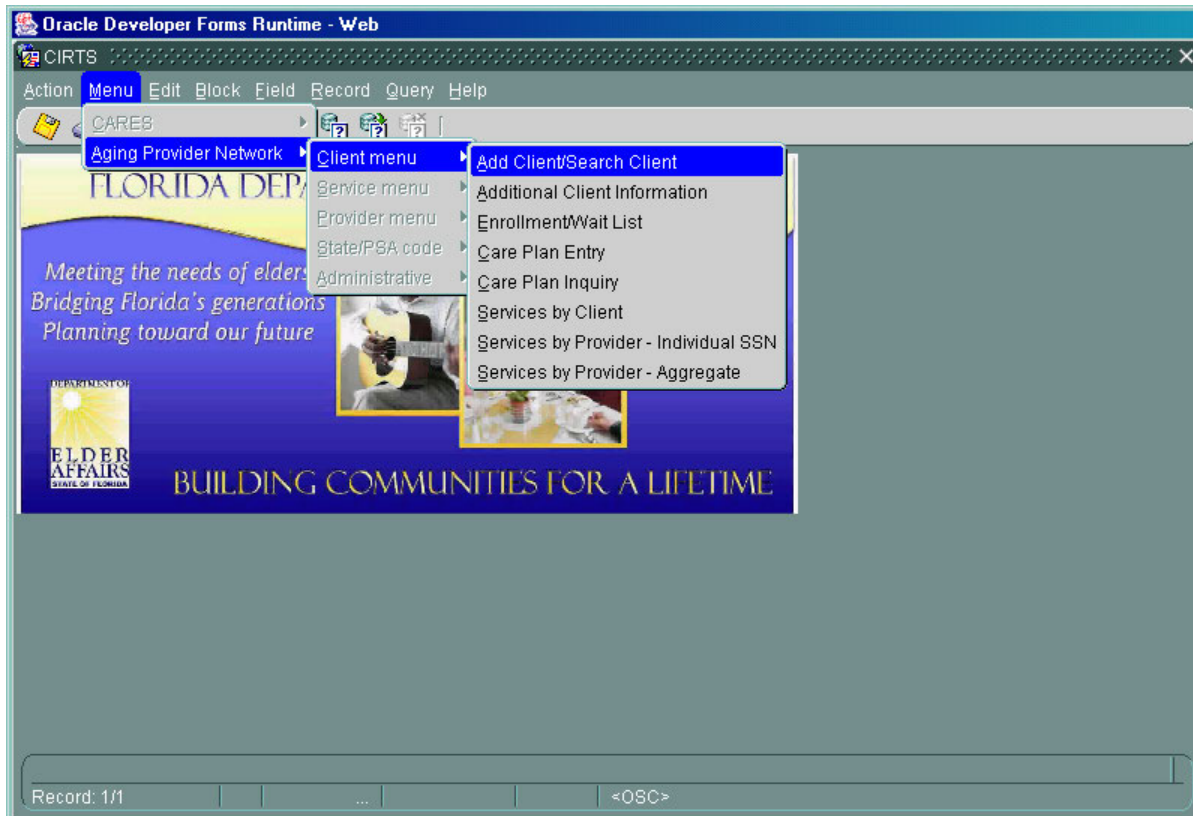 Oracle Developer Forms Runtime - Web
CIRTS
Action Menu Edit Block Field Record Query Help
CARES
Aging Provider Network
Client menu
Service menu
Provider menu
State/PSA code
Administrative
Add Client/Search Client
Additional Client Information
Enrollment/Wait List
Care Plan Entry
Care Plan Inquiry
Services by Client
Services by Provider - Individual SSN
Services by Provider - Aggregate
FLORIDA DEPA
Meeting the needs of elders
Bridging Florida's generations
Planning toward our future
DEPARTMENT OF
ELDER
AFFAIRS
STATE OF FLORIDA
BUILDING COMMUNITIES FOR A LIFETIME
Record: 1/1
...
<OSC>